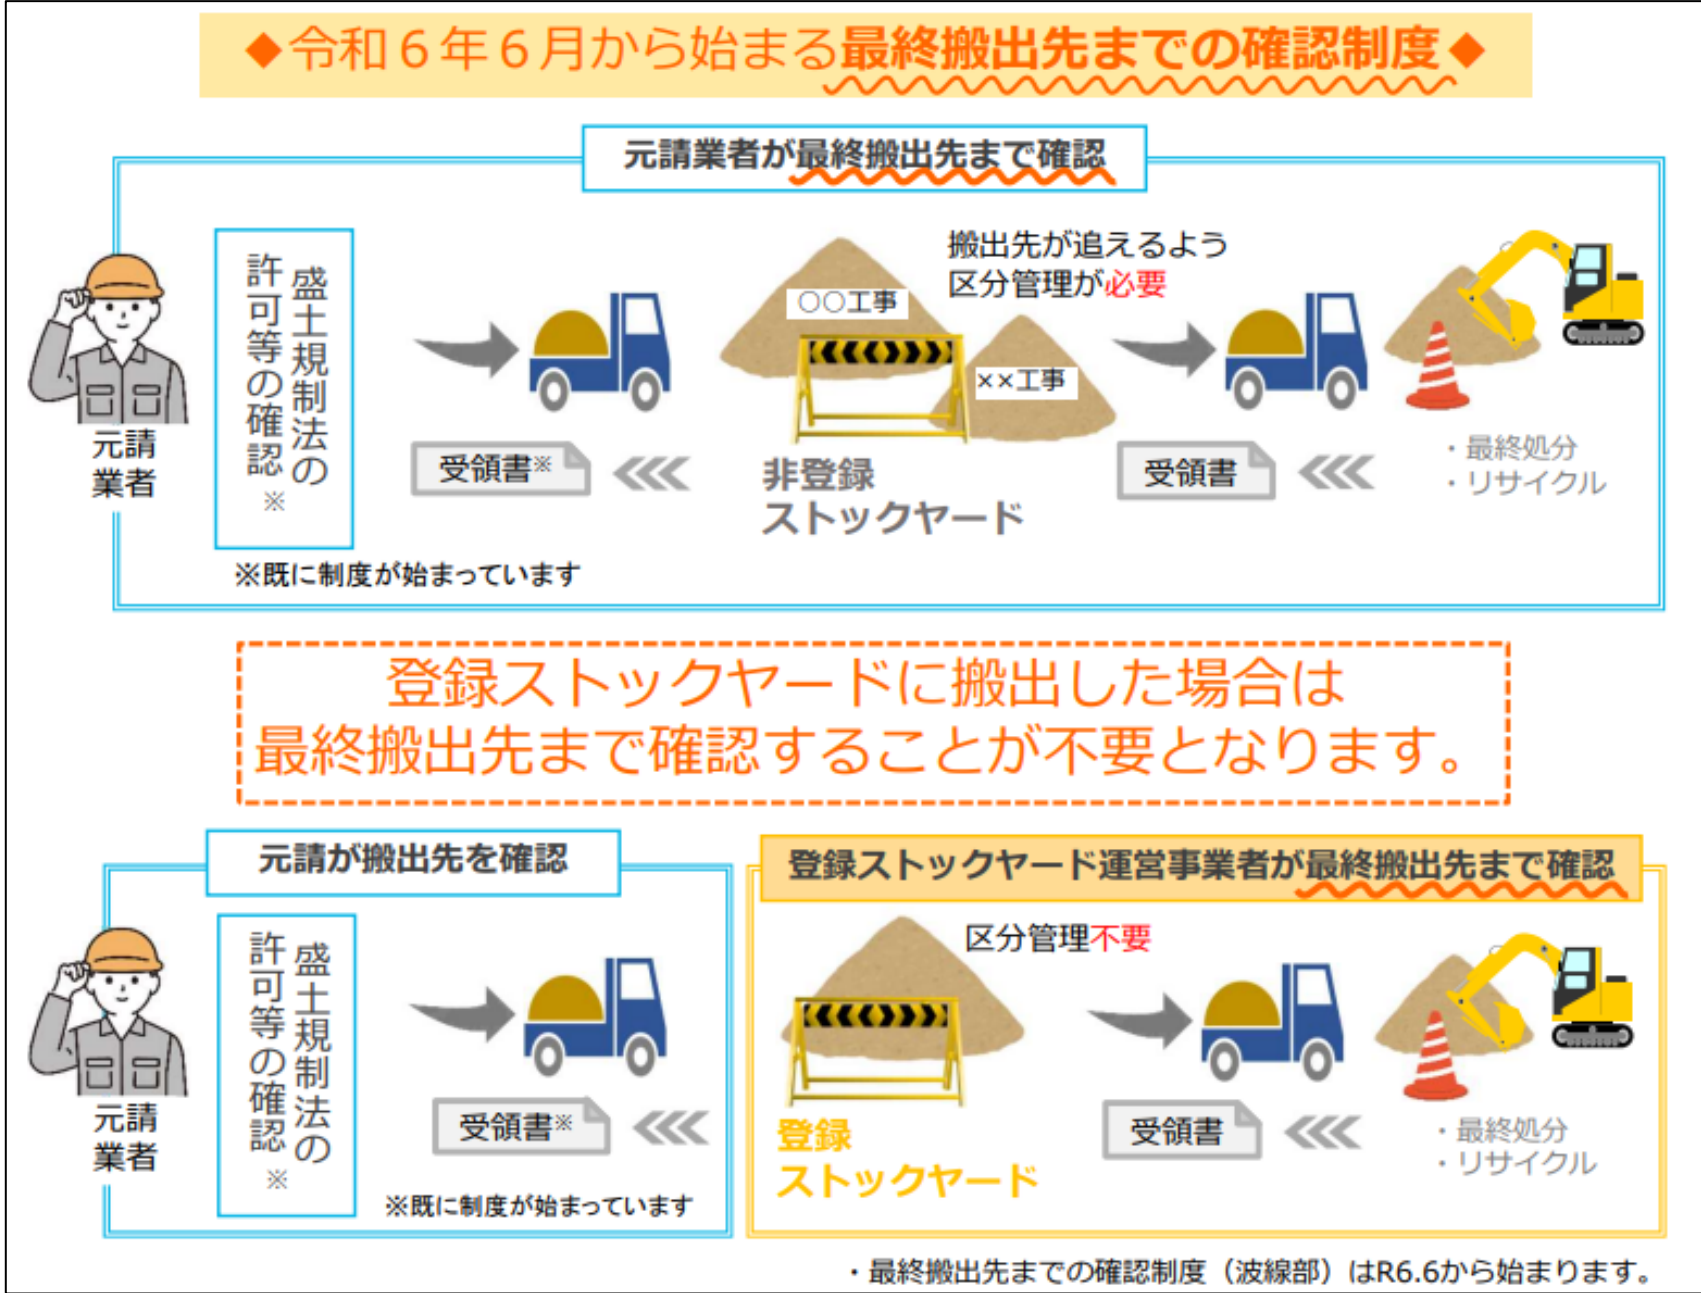 ◆令和６年６月から始まる最終搬出先までの確認制度◆
元請業者が最終搬出先まで確認
盛土規制法の
許可等の確認
※
元請
業者
搬出先が追えるよう
区分管理が必要
○○工事
××工事
受領書※
非登録
ストックヤード
受領書
・最終処分
・リサイクル
※既に制度が始まっています
登録ストックヤードに搬出した場合は
最終搬出先まで確認することが不要となります。
元請が搬出先を確認
盛土規制法の
許可等の確認
※
元請
業者
受領書※
※既に制度が始まっています
登録ストックヤード運営事業者が最終搬出先まで確認
区分管理不要
登録
ストックヤード
受領書
・最終処分
・リサイクル
・最終搬出先までの確認制度（波線部）はR6.6から始まります。